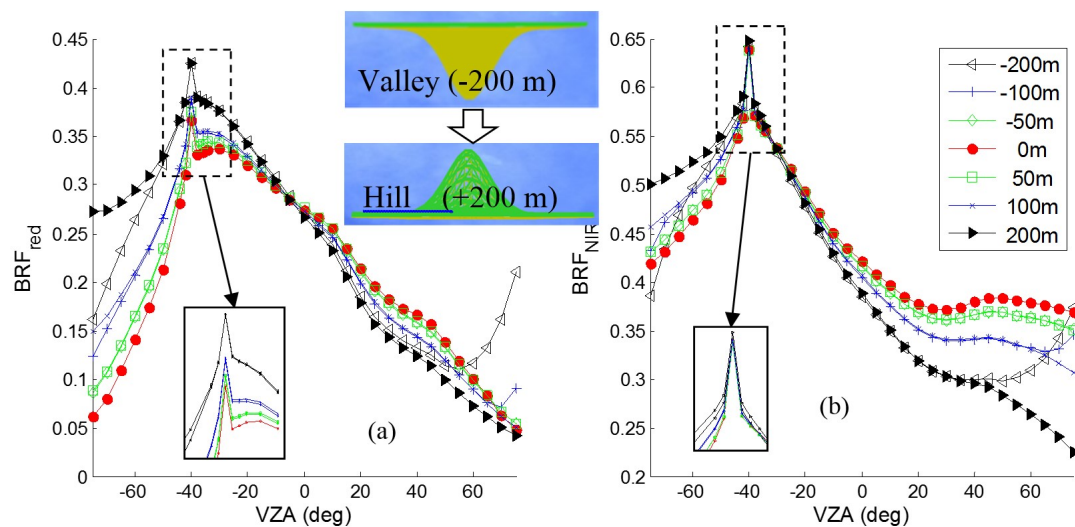 0.45
0.4
0.35
0.3
0.25
0.2
0.15
0.1
0.05
0
BRF_red
-60 -40 -20 0 20 40 60
VZA (deg)
(a)
Valley (-200 m)
Hill (+200 m)
0.65
0.6
0.55
0.5
0.45
0.4
0.35
0.3
0.25
0.2
BRF_NIR
-60 -40 -20 0 20 40 60
VZA (deg)
(b)
-200m
-100m
-50m
0m
50m
100m
200m